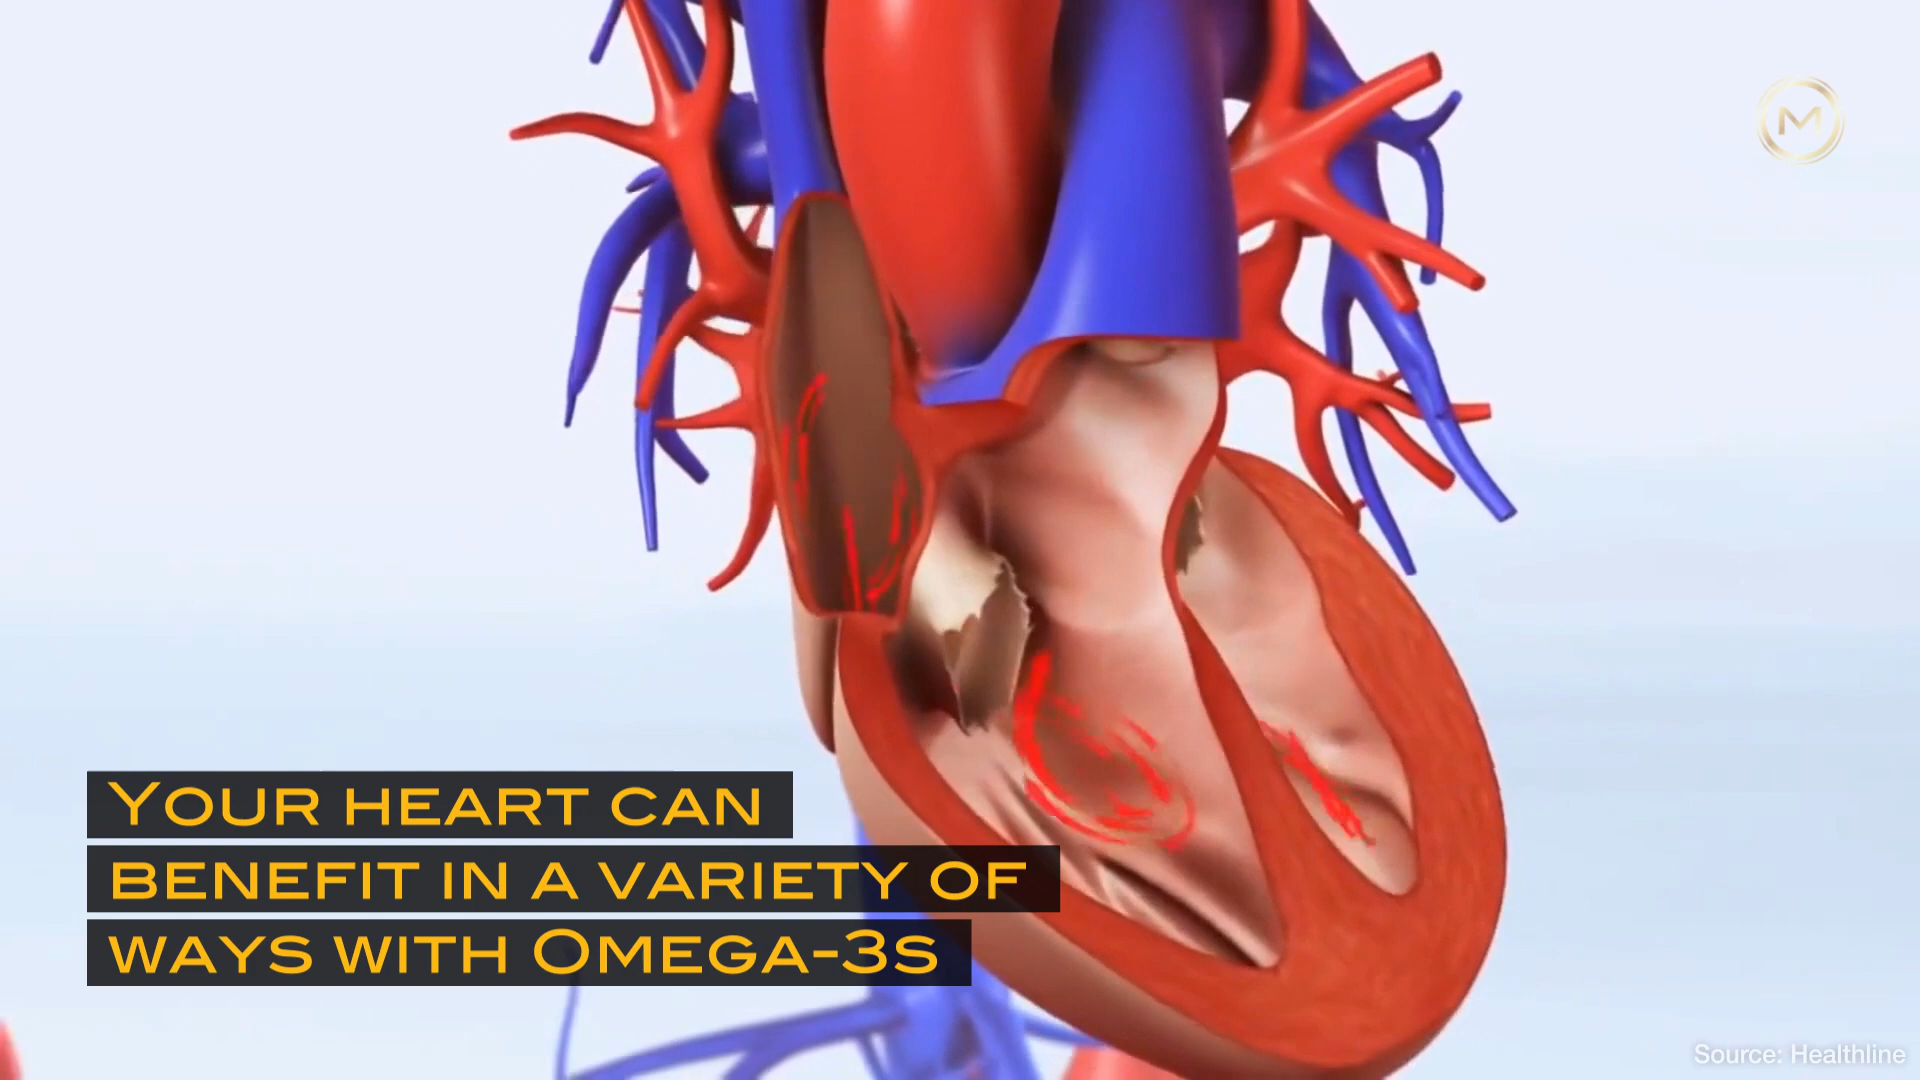 M
Your heart can
benefit in a variety of
ways with Omega-3s
Source: Healthline